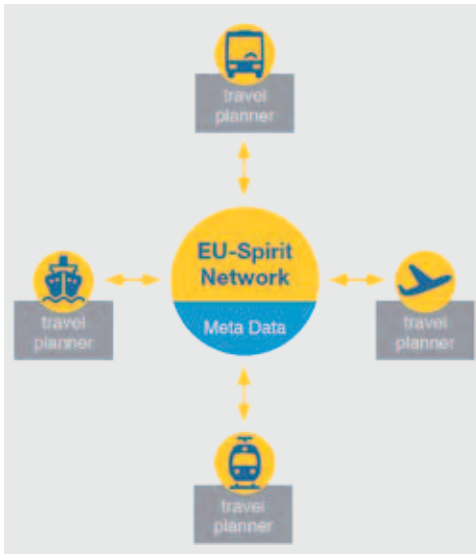 travel
planner
EU-Spirit
Network
Meta Data
travel
planner
travel
planner
travel
planner